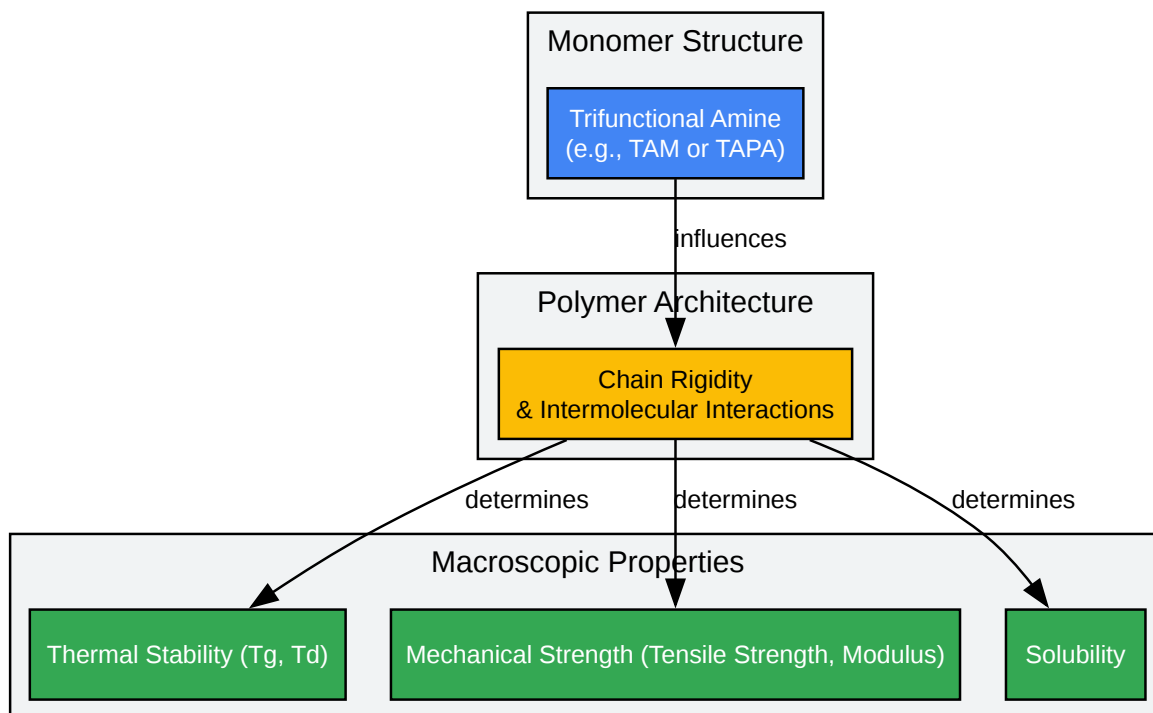 Monomer Structure
Trifunctional Amine
(e.g., TAM or TAPA)
influences
Polymer Architecture
Chain Rigidity
& Intermolecular Interactions
determines
determines
determines
Macroscopic Properties
Thermal Stability (Tg, Td)
Mechanical Strength (Tensile Strength, Modulus)
Solubility